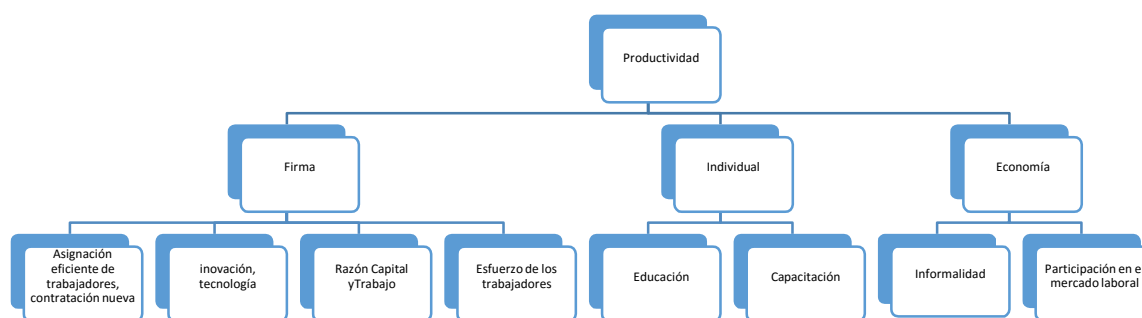 Productividad
Firma
Individual
Economía
Asignación
eficiente de
trabajadores,
contratación nueva
inovación,
tecnología
Razón Capital
yTrabajo
Esfuerzo de los
trabajadores
Educación
Capacitación
Informalidad
Participación en e
mercado laboral